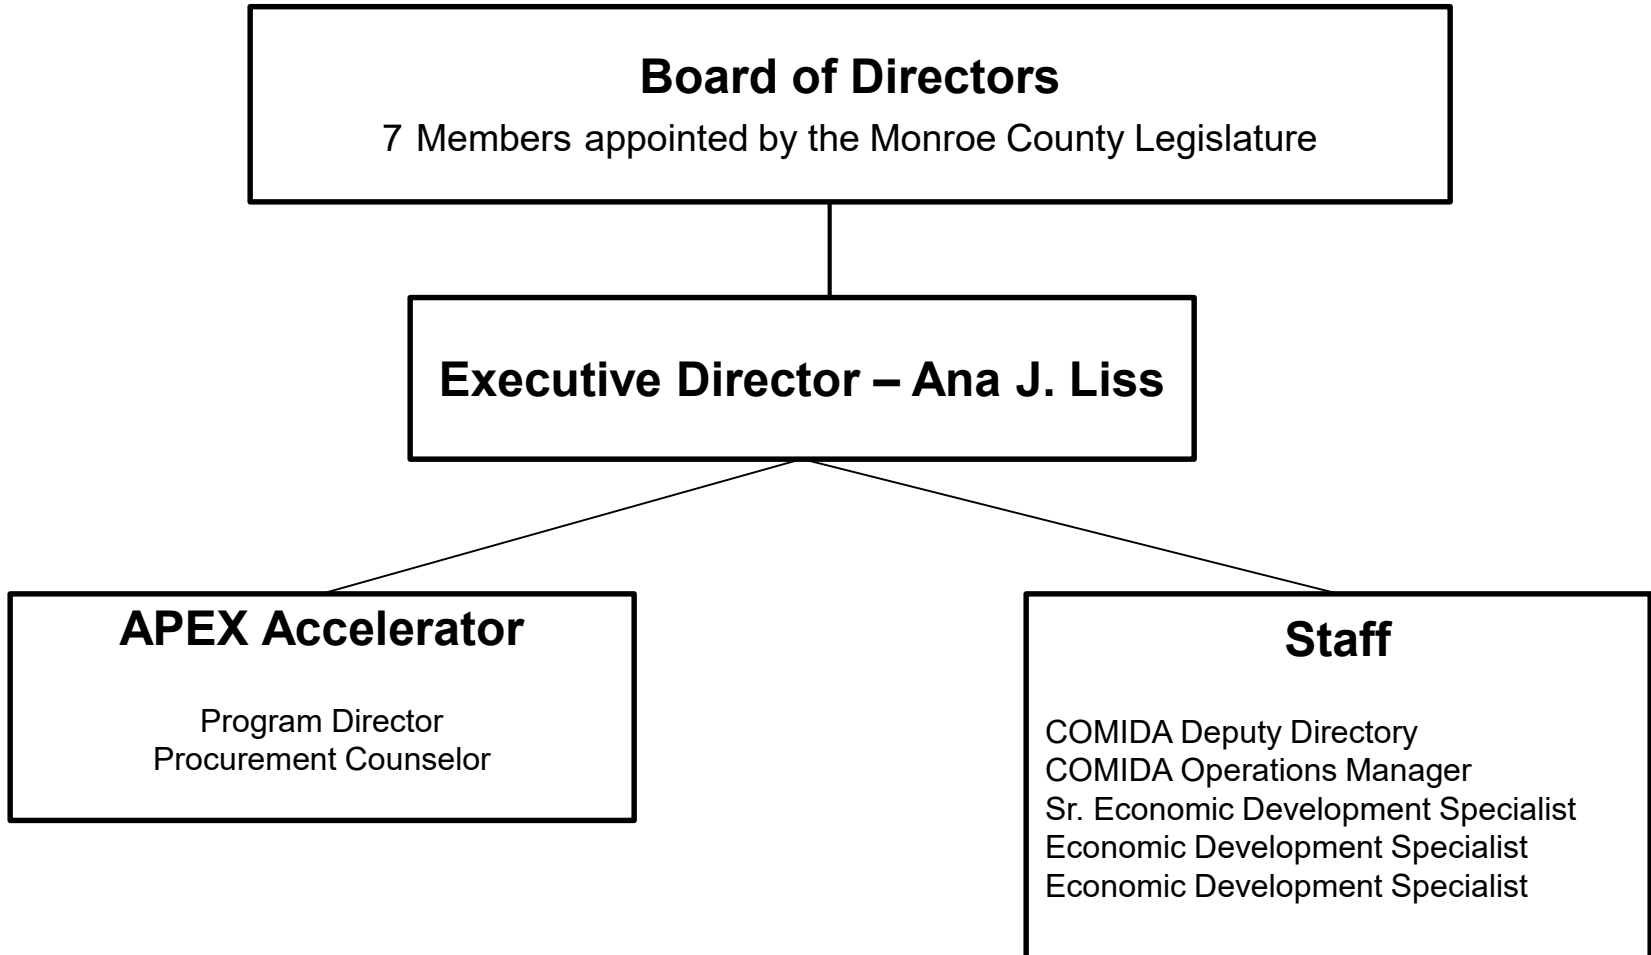 Board of Directors
7 Members appointed by the Monroe County Legislature
Executive Director – Ana J. Liss
APEX Accelerator
Program Director
Procurement Counselor
Staff
COMIDA Deputy Directory
COMIDA Operations Manager
Sr. Economic Development Specialist
Economic Development Specialist
Economic Development Specialist